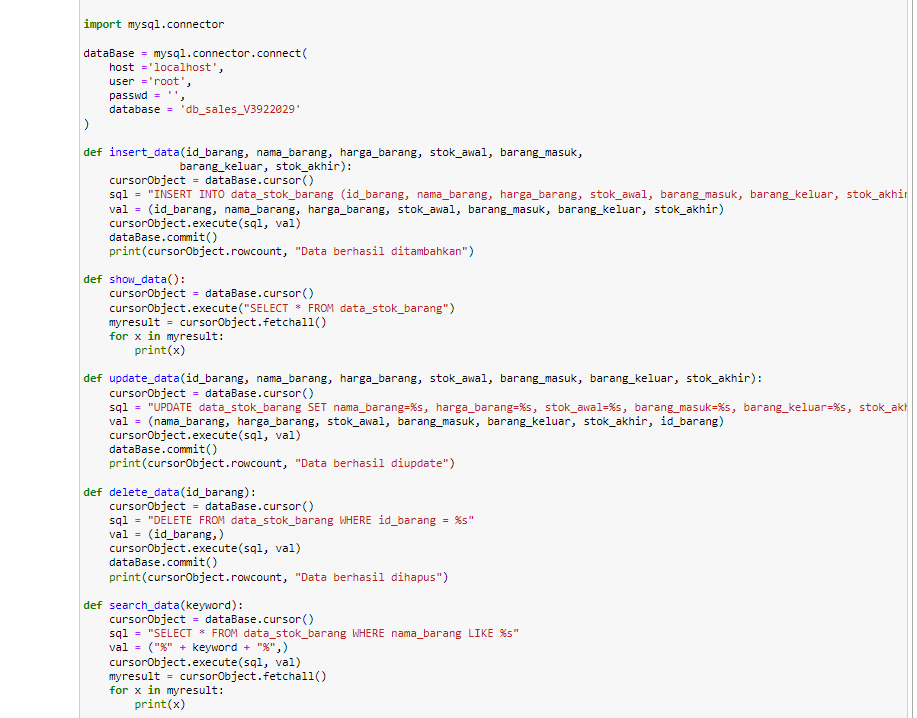 import mysql.connector
dataBase = mysql.connector.connect(
    host ='localhost',
    user ='root',
    passwd = '',
    database = 'db_sales_V3922029'
)
def insert_data(id_barang, nama_barang, harga_barang, stok_awal, barang_masuk,
               barang_keluar, stok_akhir):
    cursorObject = dataBase.cursor()
    sql = "INSERT INTO data_stok_barang (id_barang, nama_barang, harga_barang, stok_awal, barang_masuk, barang_keluar, stok_akhir
    val = (id_barang, nama_barang, harga_barang, stok_awal, barang_masuk, barang_keluar, stok_akhir)
    cursorObject.execute(sql, val)
    dataBase.commit()
    print(cursorObject.rowcount, "Data berhasil ditambahkan")
def show_data():
    cursorObject = dataBase.cursor()
    cursorObject.execute("SELECT * FROM data_stok_barang")
    myresult = cursorObject.fetchall()
    for x in myresult:
        print(x)
def update_data(id_barang, nama_barang, harga_barang, stok_awal, barang_masuk, barang_keluar, stok_akhir):
    cursorObject = dataBase.cursor()
    sql = "UPDATE data_stok_barang SET nama_barang=%s, harga_barang=%s, stok_awal=%s, barang_masuk=%s, barang_keluar=%s, stok_akh
    val = (nama_barang, harga_barang, stok_awal, barang_masuk, barang_keluar, stok_akhir, id_barang)
    cursorObject.execute(sql, val)
    dataBase.commit()
    print(cursorObject.rowcount, "Data berhasil diupdate")
def delete_data(id_barang):
    cursorObject = dataBase.cursor()
    sql = "DELETE FROM data_stok_barang WHERE id_barang = %s"
    val = (id_barang,)
    cursorObject.execute(sql, val)
    dataBase.commit()
    print(cursorObject.rowcount, "Data berhasil dihapus")
def search_data(keyword):
    cursorObject = dataBase.cursor()
    sql = "SELECT * FROM data_stok_barang WHERE nama_barang LIKE %s"
    val = ("%" + keyword + "%",)
    cursorObject.execute(sql, val)
    myresult = cursorObject.fetchall()
    for x in myresult:
        print(x)